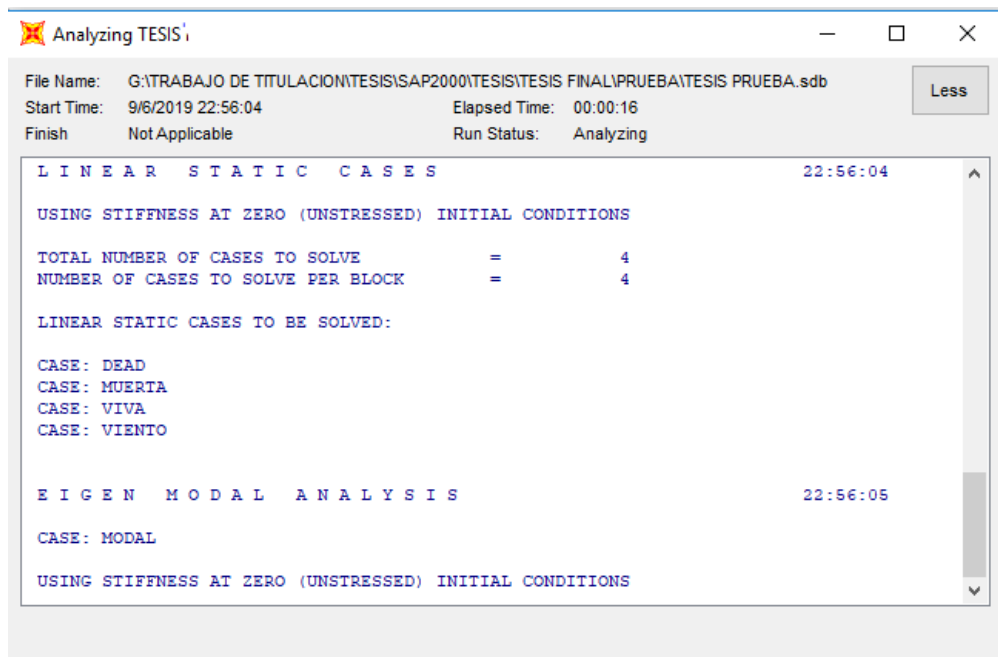 Analyzing TESIS
File Name: G:\TRABAJO DE TITULACION\TESIS\SAP2000\TESIS\TESIS FINAL\PRUEBA\TESIS PRUEBA.sdb
Less
Start Time: 9/6/2019 22:56:04 Elapsed Time: 00:00:16
Finish Not Applicable Run Status: Analyzing
L I N E A R   S T A T I C   C A S E S 22:56:04
USING STIFFNESS AT ZERO (UNSTRESSED) INITIAL CONDITIONS
TOTAL NUMBER OF CASES TO SOLVE = 4
NUMBER OF CASES TO SOLVE PER BLOCK = 4
LINEAR STATIC CASES TO BE SOLVED:
CASE: DEAD
CASE: MUERTA
CASE: VIVA
CASE: VIENTO
E I G E N   M O D A L   A N A L Y S I S 22:56:05
CASE: MODAL
USING STIFFNESS AT ZERO (UNSTRESSED) INITIAL CONDITIONS